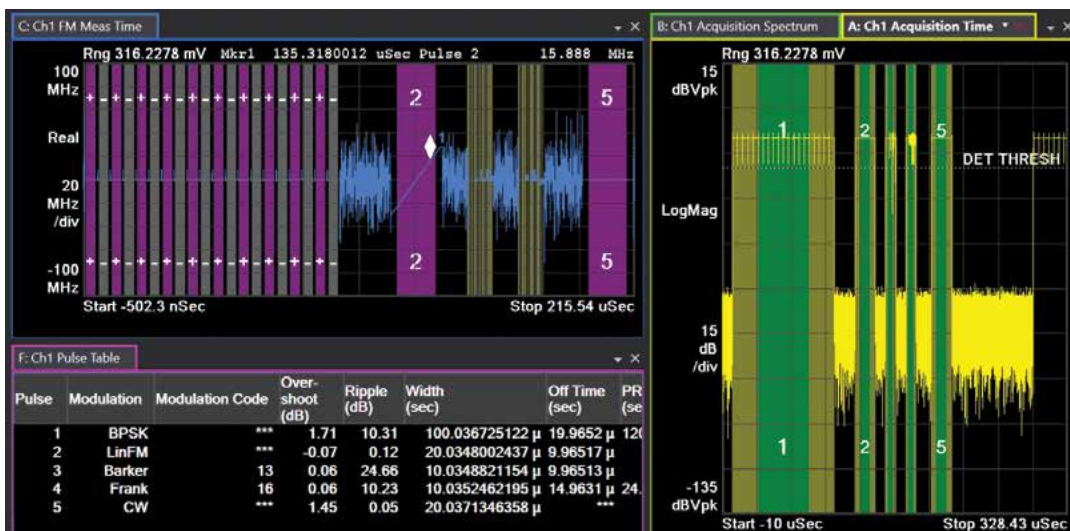 C: Ch1 FM Meas Time
Rng 316.2278 mV Mkr1 135.3180012 uSec Pulse 2 15.888 MHz
100
MHz
Real
20
MHz
/div
-100
MHz
2
5
2
5
Start -502.3 nSec Stop 215.54 uSec
F: Ch1 Pulse Table
Pulse Modulation Modulation Code Over-shoot (dB) Ripple (dB) Width (sec) Off Time (sec) PR (se
1 BPSK *** 1.71 10.31 100.036725122 µ 19.9652 µ 120
2 LinFM *** -0.07 0.12 20.0348002437 µ 9.96517 µ
3 Barker 13 0.06 24.66 10.0348821154 µ 9.96513 µ
4 Frank 16 0.06 10.23 10.0352462195 µ 14.9631 µ 24.
5 CW *** 1.45 0.05 20.0371346358 µ ***
B: Ch1 Acquisition Spectrum A: Ch1 Acquisition Time
Rng 316.2278 mV
15
dBVpk
1 2 5
DET THRESH
LogMag
15
dB
/div
1 2 5
-135
dBVpk
Start -10 uSec Stop 328.43 uSec